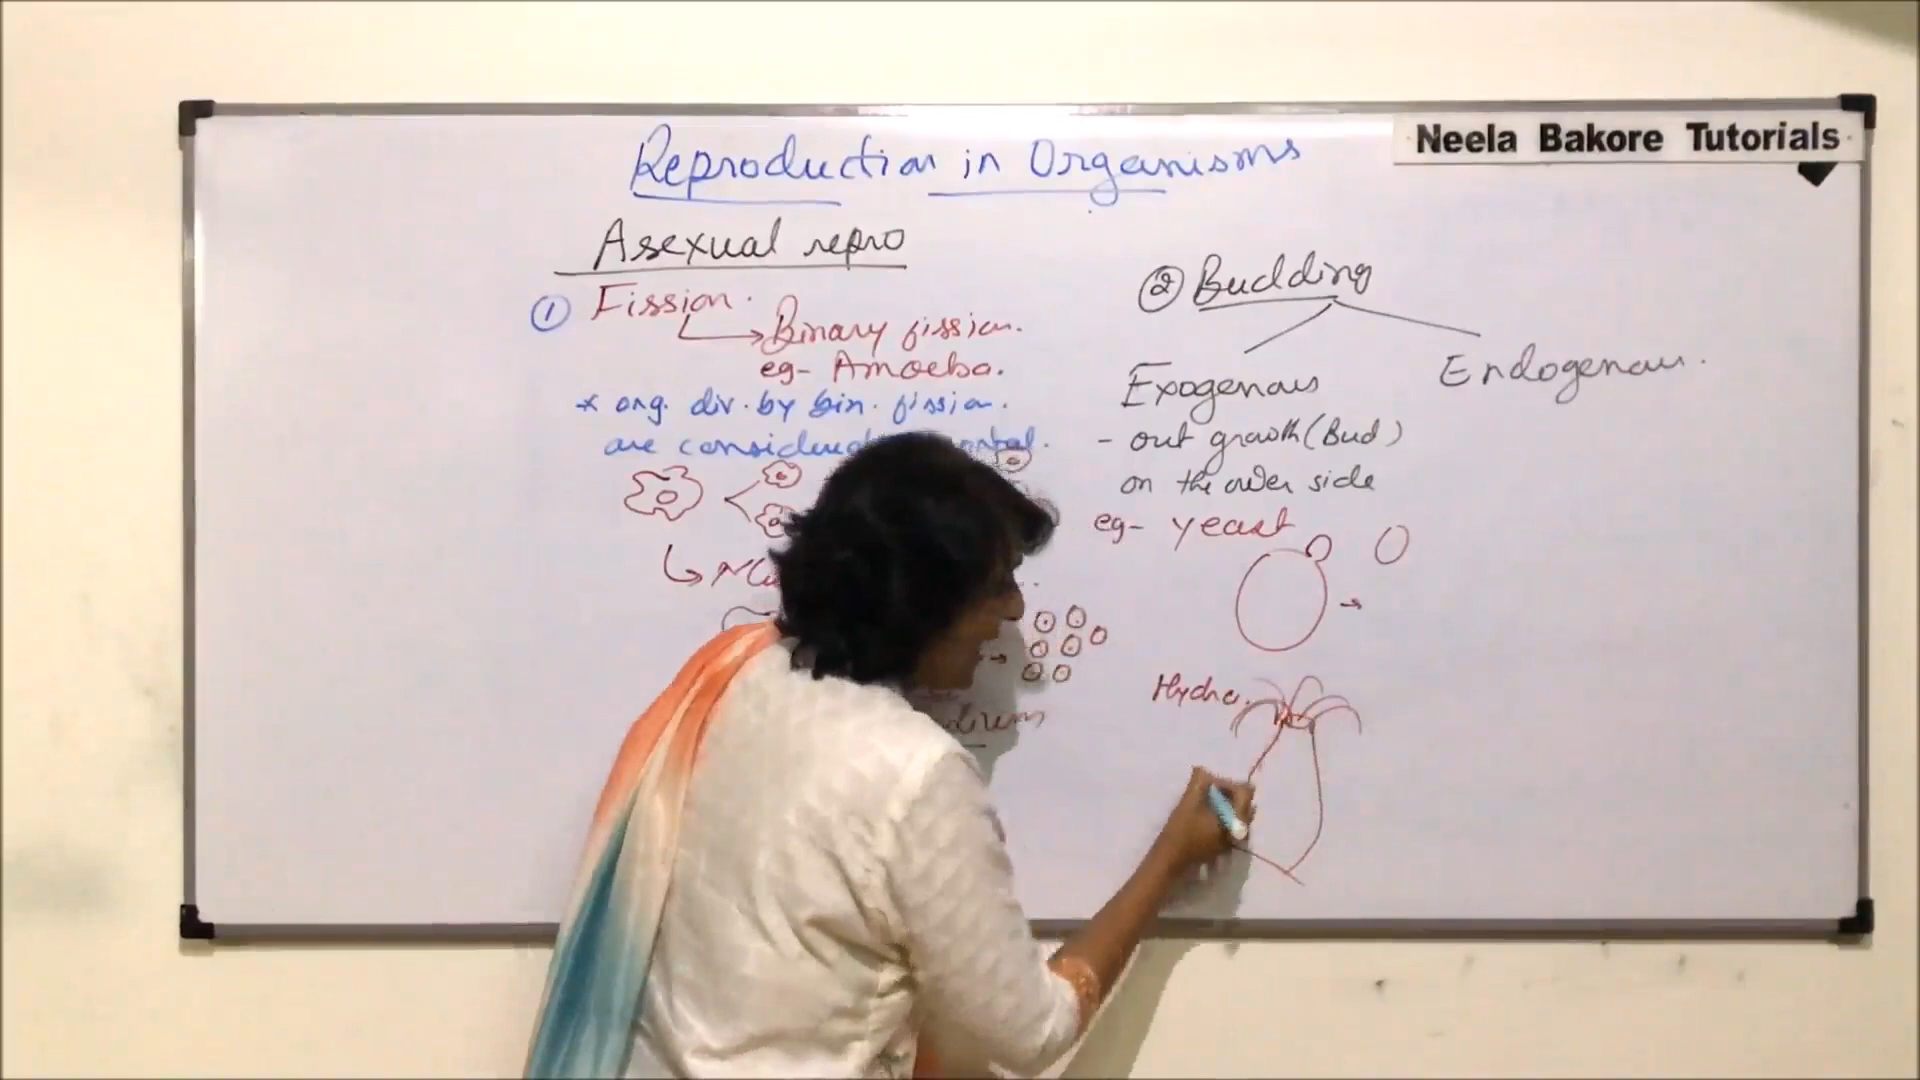 Neela Bakore Tutorials
Reproduction in Organisms
Asexual repro
① Fission.
Binary fission.
eg- Amoeba.
* org. div. by bin. fission.
are considered
② Budding
Exogenous
Endogenous.
- out growth (Bud)
on the outer side
eg- yeast
Hydra.